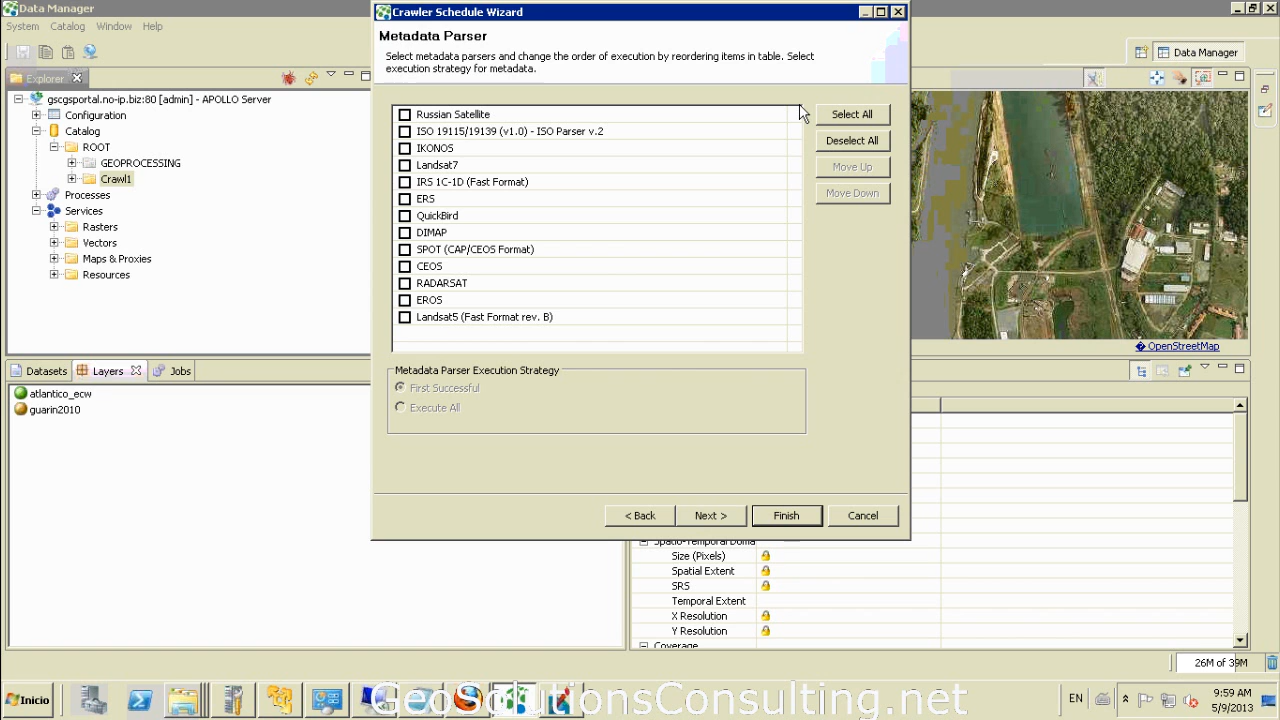 Data Manager
System Catalog Window Help
Data Manager
Explorer
gscgsportal.no-ip.biz:80 [admin] - APOLLO Server
Configuration
Catalog
ROOT
GEOPROCESSING
Crawl1
Processes
Services
Rasters
Vectors
Maps & Proxies
Resources
Crawler Schedule Wizard
Metadata Parser
Select metadata parsers and change the order of execution by reordering items in table. Select
execution strategy for metadata.
Russian Satellite
ISO 19115/19139 (v1.0) - ISO Parser v.2
IKONOS
Landsat7
IRS 1C-1D (Fast Format)
ERS
QuickBird
DIMAP
SPOT (CAP/CEOS Format)
CEOS
RADARSAT
EROS
Landsat5 (Fast Format rev. B)
Select All
Deselect All
Move Up
Move Down
Metadata Parser Execution Strategy
First Successful
Execute All
< Back
Next >
Finish
Cancel
OpenStreetMap
Datasets
Layers
Jobs
atlantico_ecw
guarin2010
Spatio-Temporal Doma
Size (Pixels)
Spatial Extent
SRS
Temporal Extent
X Resolution
Y Resolution
Coverage
26M of 39M
Inicio
GeoSolutionsConsulting.net
EN
9:59 AM
5/9/2013